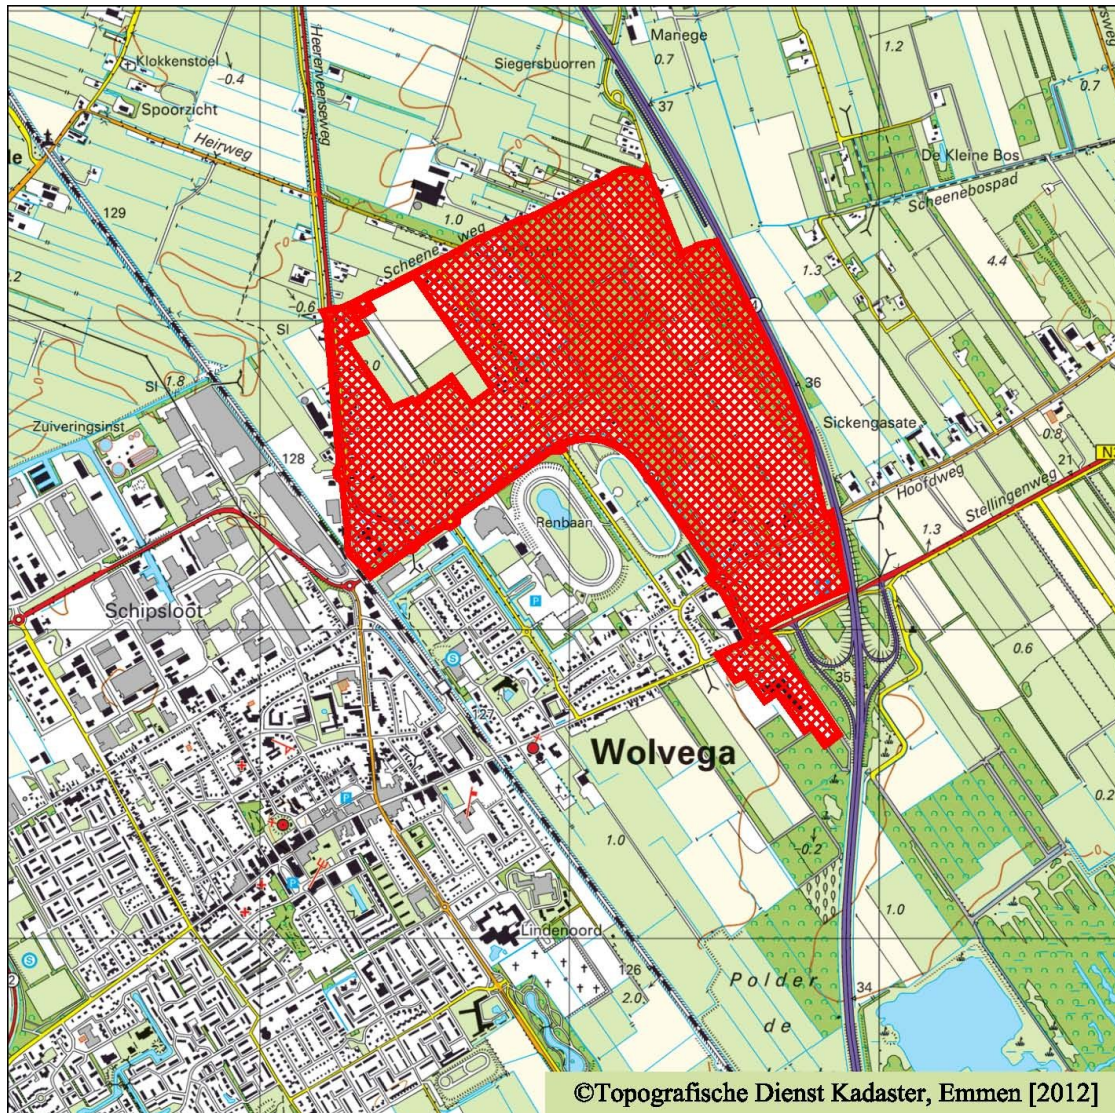 Manege
Klokkenstoel
Siegersbuorren
0.7
1.2
-0.4
0.7
Spoorzicht
37
Heerenveenseweg
Heirweg
De Kleine Bos
Scheenebospad
129
1.0
Scheene weg
1.3
4.4
-0.6
Sl
Sl
1.8
36
Zuiveringsinst
Sickengasate
0.8
128
21
Hoofdweg
Stellingenweg
Renbaan
1.3
P
Schipsloot
0.6
S
35
127
Wolvega
0.2
P
1.0
-0.2
P
1.0
Lindenoord
S
126
2.0
Polder
34
de
©Topografische Dienst Kadaster, Emmen [2012]